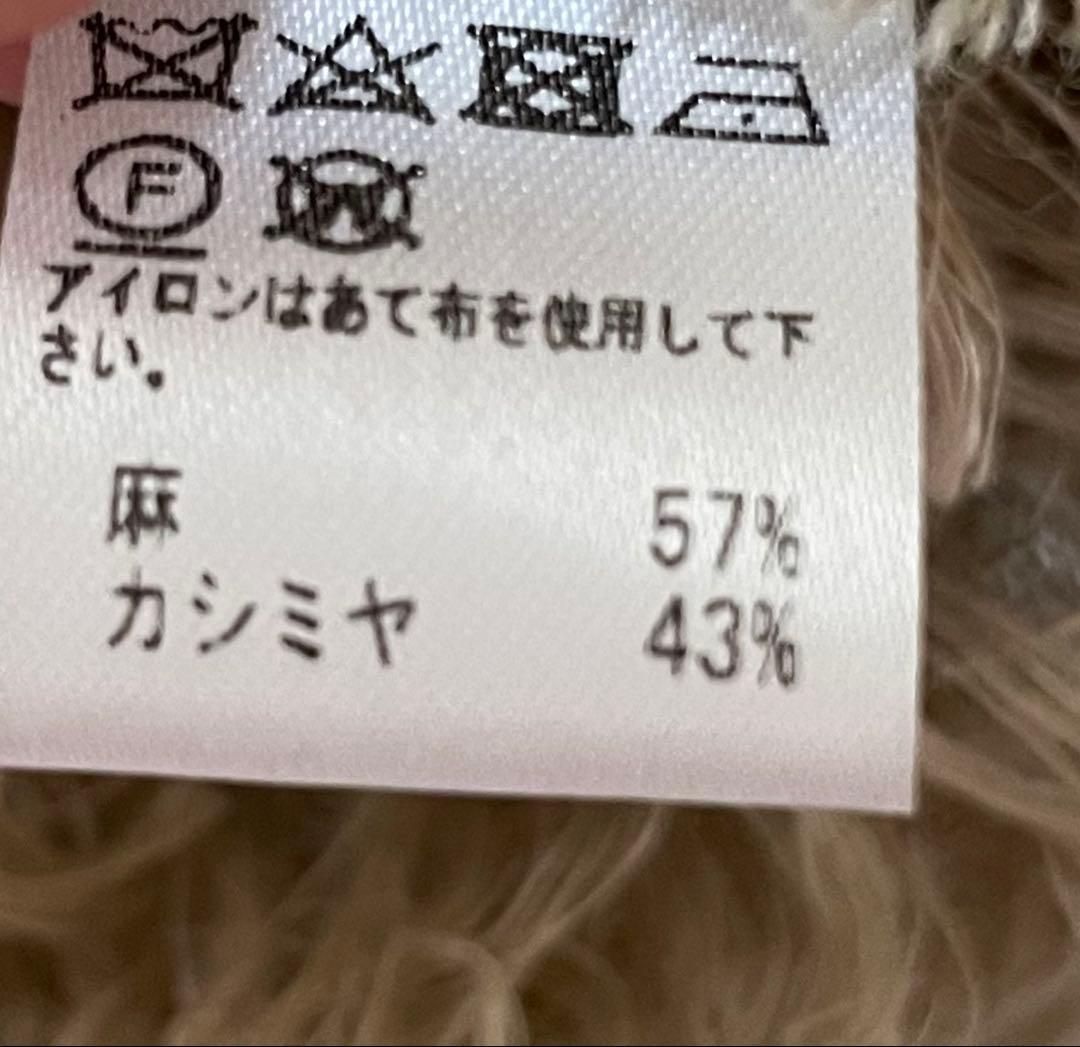 F
W
アイロンはあて布を使用して下
さい。
麻 57%
カシミヤ 43%